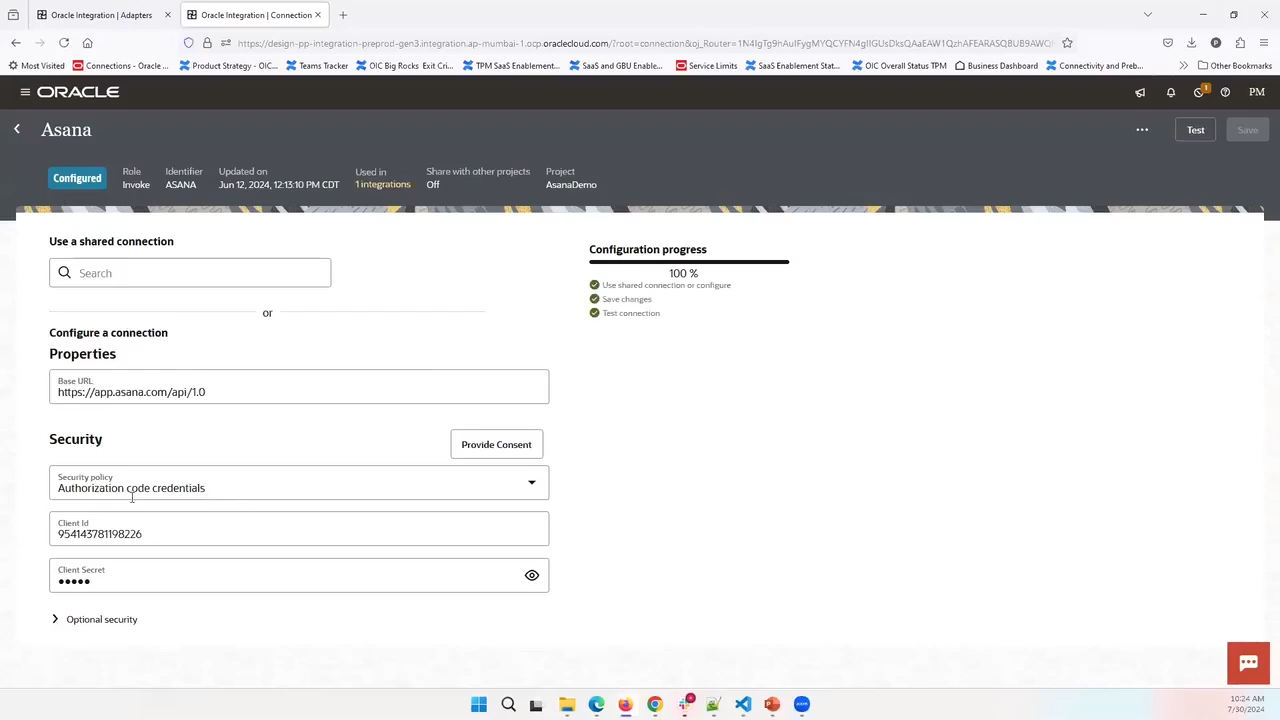 Oracle Integration | Adapters
Oracle Integration | Connection
https://design-pp-integration-preprod-gen3.integration.ap-mumbai-1.ocp.oraclecloud.com/?root=connection&oj_Router=
Most Visited
Connections - Oracle ...
Product Strategy - OIC...
Teams Tracker
OIC Big Rocks Exit Cri...
TPM SaaS Enablement...
SaaS and GBU Enable...
Service Limits
SaaS Enablement Stat...
OIC Overall Status TPM
Business Dashboard
Connectivity and Preb...
Other Bookmarks
ORACLE
1
PM
Asana
Test
Save
Configured
Role
Invoke
Identifier
ASANA
Updated on
Jun 12, 2024, 12:13:10 PM CDT
Used in
1 integrations
Share with other projects
Off
Project
AsanaDemo
Use a shared connection
Search
or
Configure a connection
Properties
Base URL
https://app.asana.com/api/1.0
Security
Provide Consent
Security policy
Authorization code credentials
Client Id
954143781198226
Client Secret
•••••
Optional security
Configuration progress
100 %
Use shared connection or configure
Save changes
Test connection
zoom
10:24 AM
7/30/2024